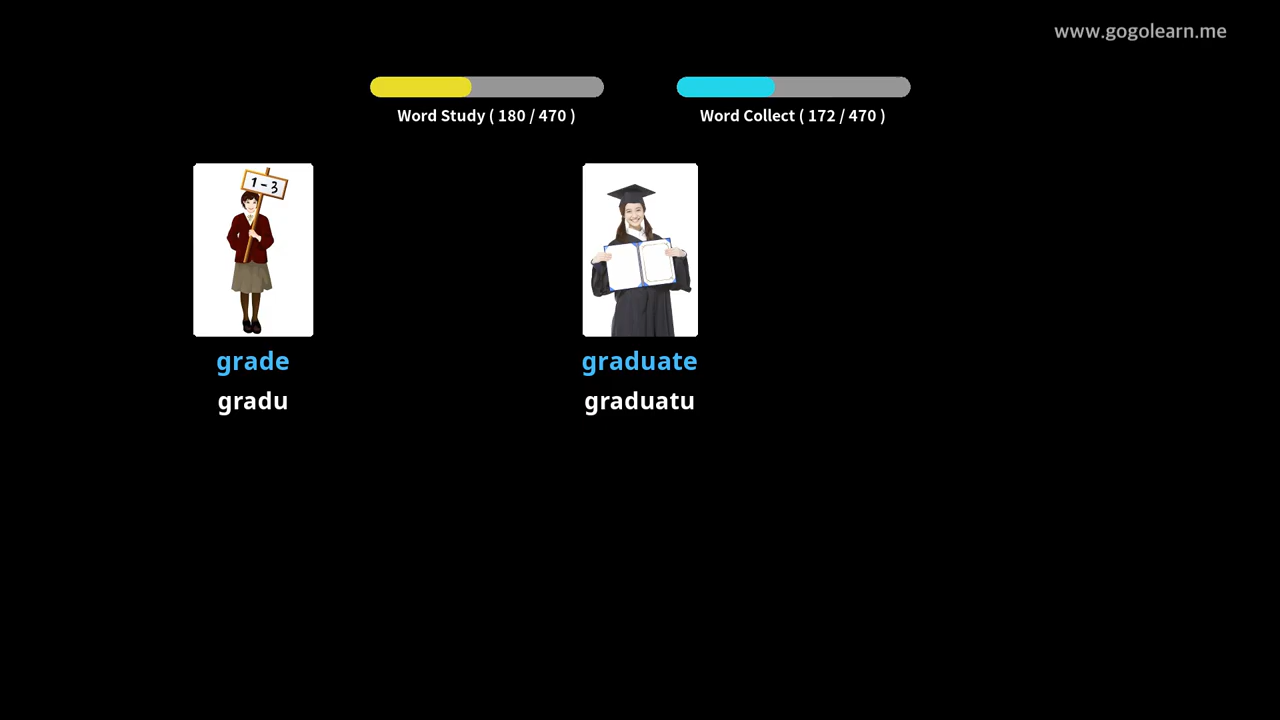 www.gogolearn.me
Word Study ( 180 / 470 )
Word Collect ( 172 / 470 )
1 - 3
grade
graduate
gradu
graduatu